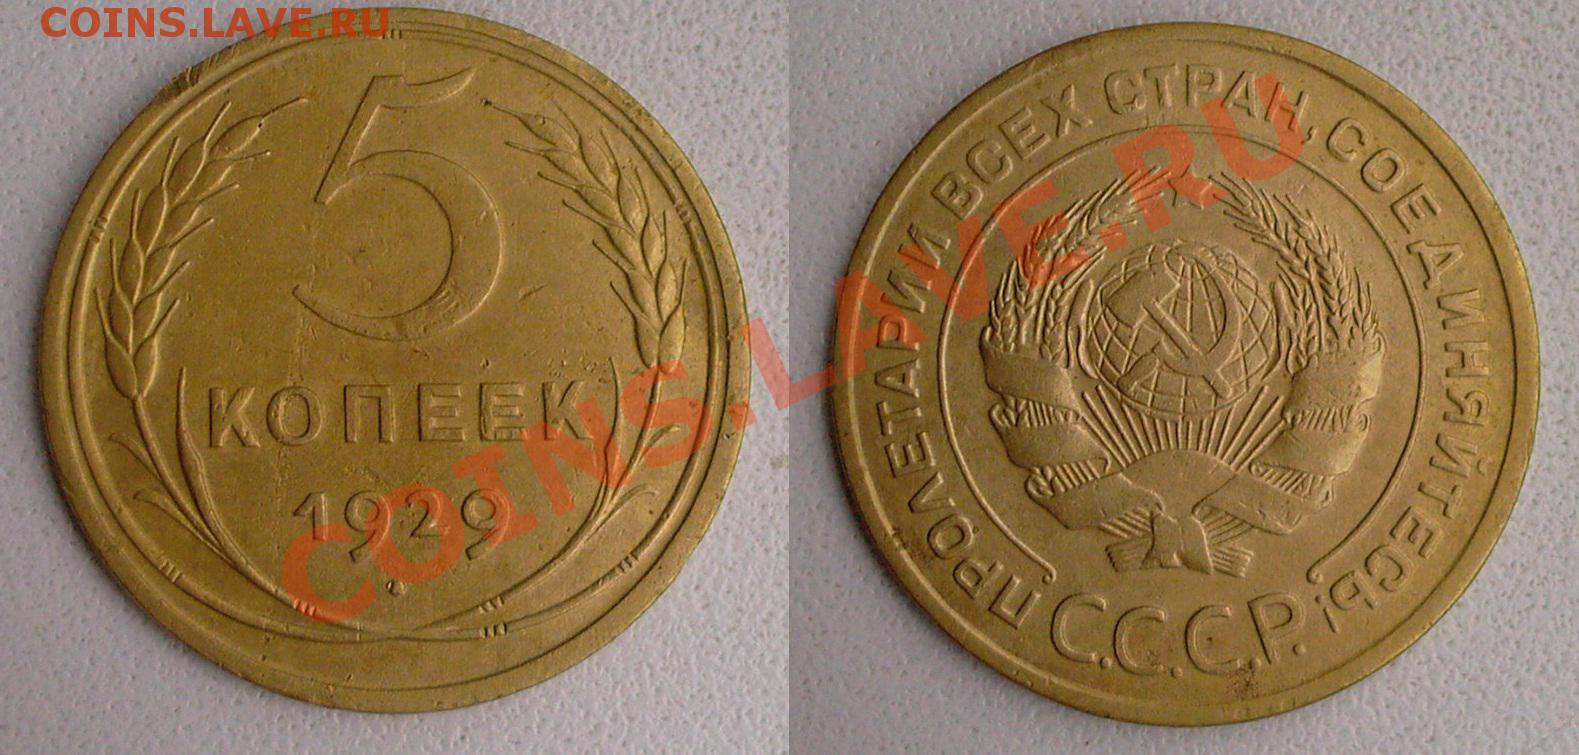 COINS.LAVE.RU
5
КОПЕЕК
1929
ПРОЛЕТАРИИ ВСЕХ СТРАН, СОЕДИНЯЙТЕСЬ!
С.С.С.Р.
COINS.LAVE.RU